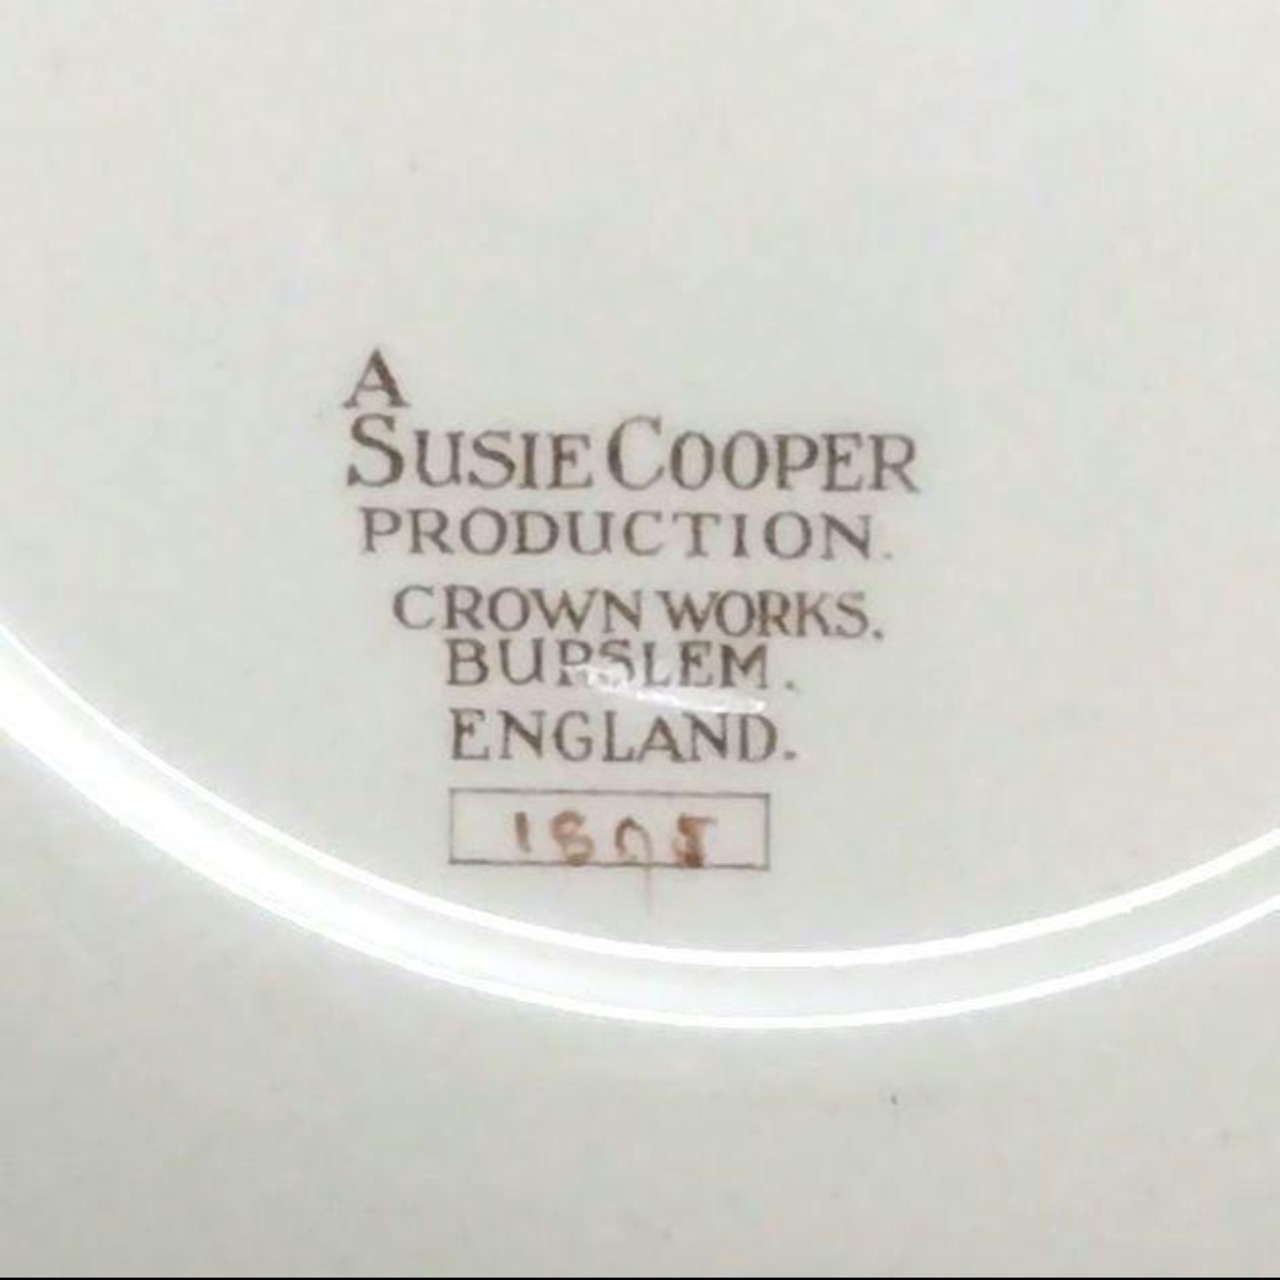 A
SUSIE COOPER
PRODUCTION.
CROWN WORKS.
BURSLEM.
ENGLAND.